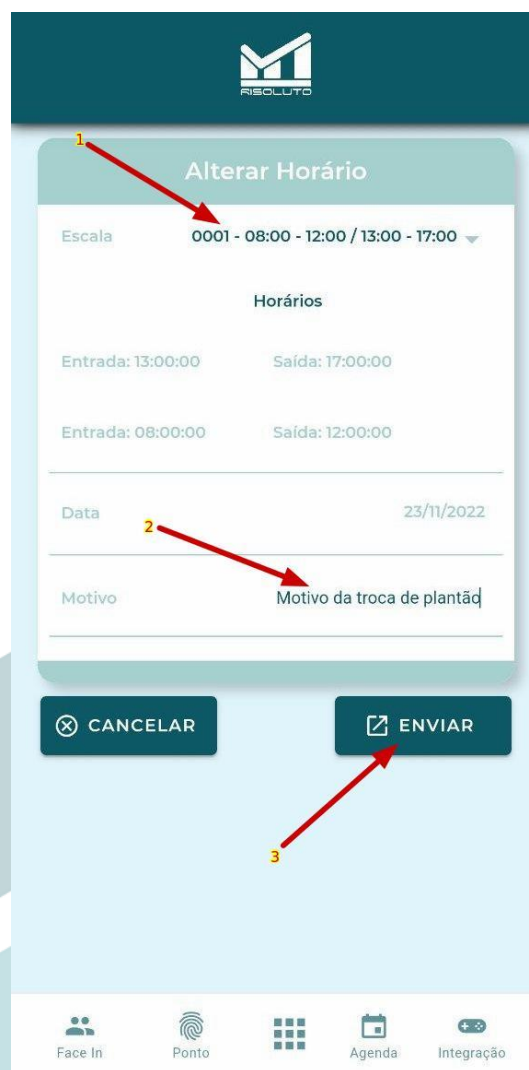 RISOLUTO
1
Alterar Horário
Escala 0001 - 08:00 - 12:00 / 13:00 - 17:00
Horários
Entrada: 13:00:00 Saída: 17:00:00
Entrada: 08:00:00 Saída: 12:00:00
Data 23/11/2022
2
Motivo Motivo da troca de plantão
CANCELAR ENVIAR
3
Face In Ponto Agenda Integração